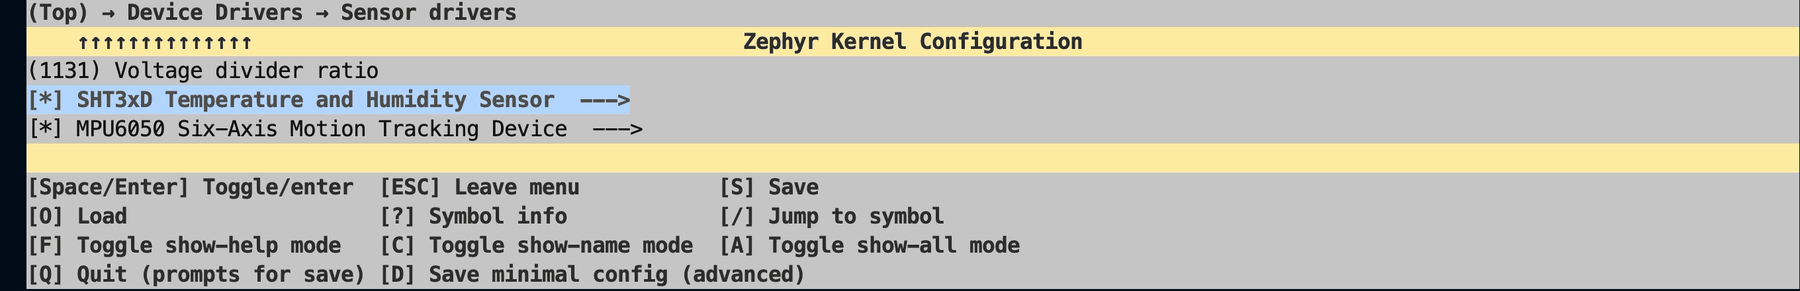 (Top) → Device Drivers → Sensor drivers
↑↑↑↑↑↑↑↑↑↑↑↑↑↑ Zephyr Kernel Configuration
(1131) Voltage divider ratio
[*] SHT3xD Temperature and Humidity Sensor --->
[*] MPU6050 Six-Axis Motion Tracking Device --->
[Space/Enter] Toggle/enter [ESC] Leave menu [S] Save
[O] Load [?] Symbol info [/] Jump to symbol
[F] Toggle show-help mode [C] Toggle show-name mode [A] Toggle show-all mode
[Q] Quit (prompts for save) [D] Save minimal config (advanced)